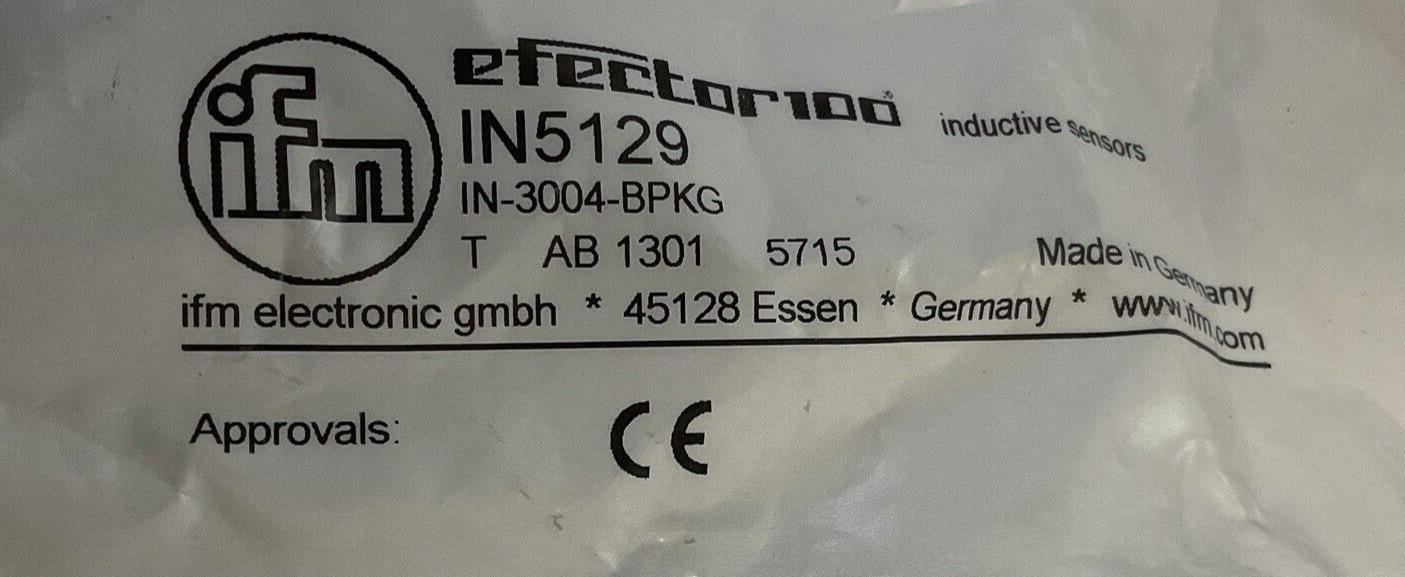 ifm
efector100
inductive sensors
IN5129
IN-3004-BPKG
T AB 1301 5715 Made in Germany
ifm electronic gmbh * 45128 Essen * Germany * www.ifm.com
Approvals: CE